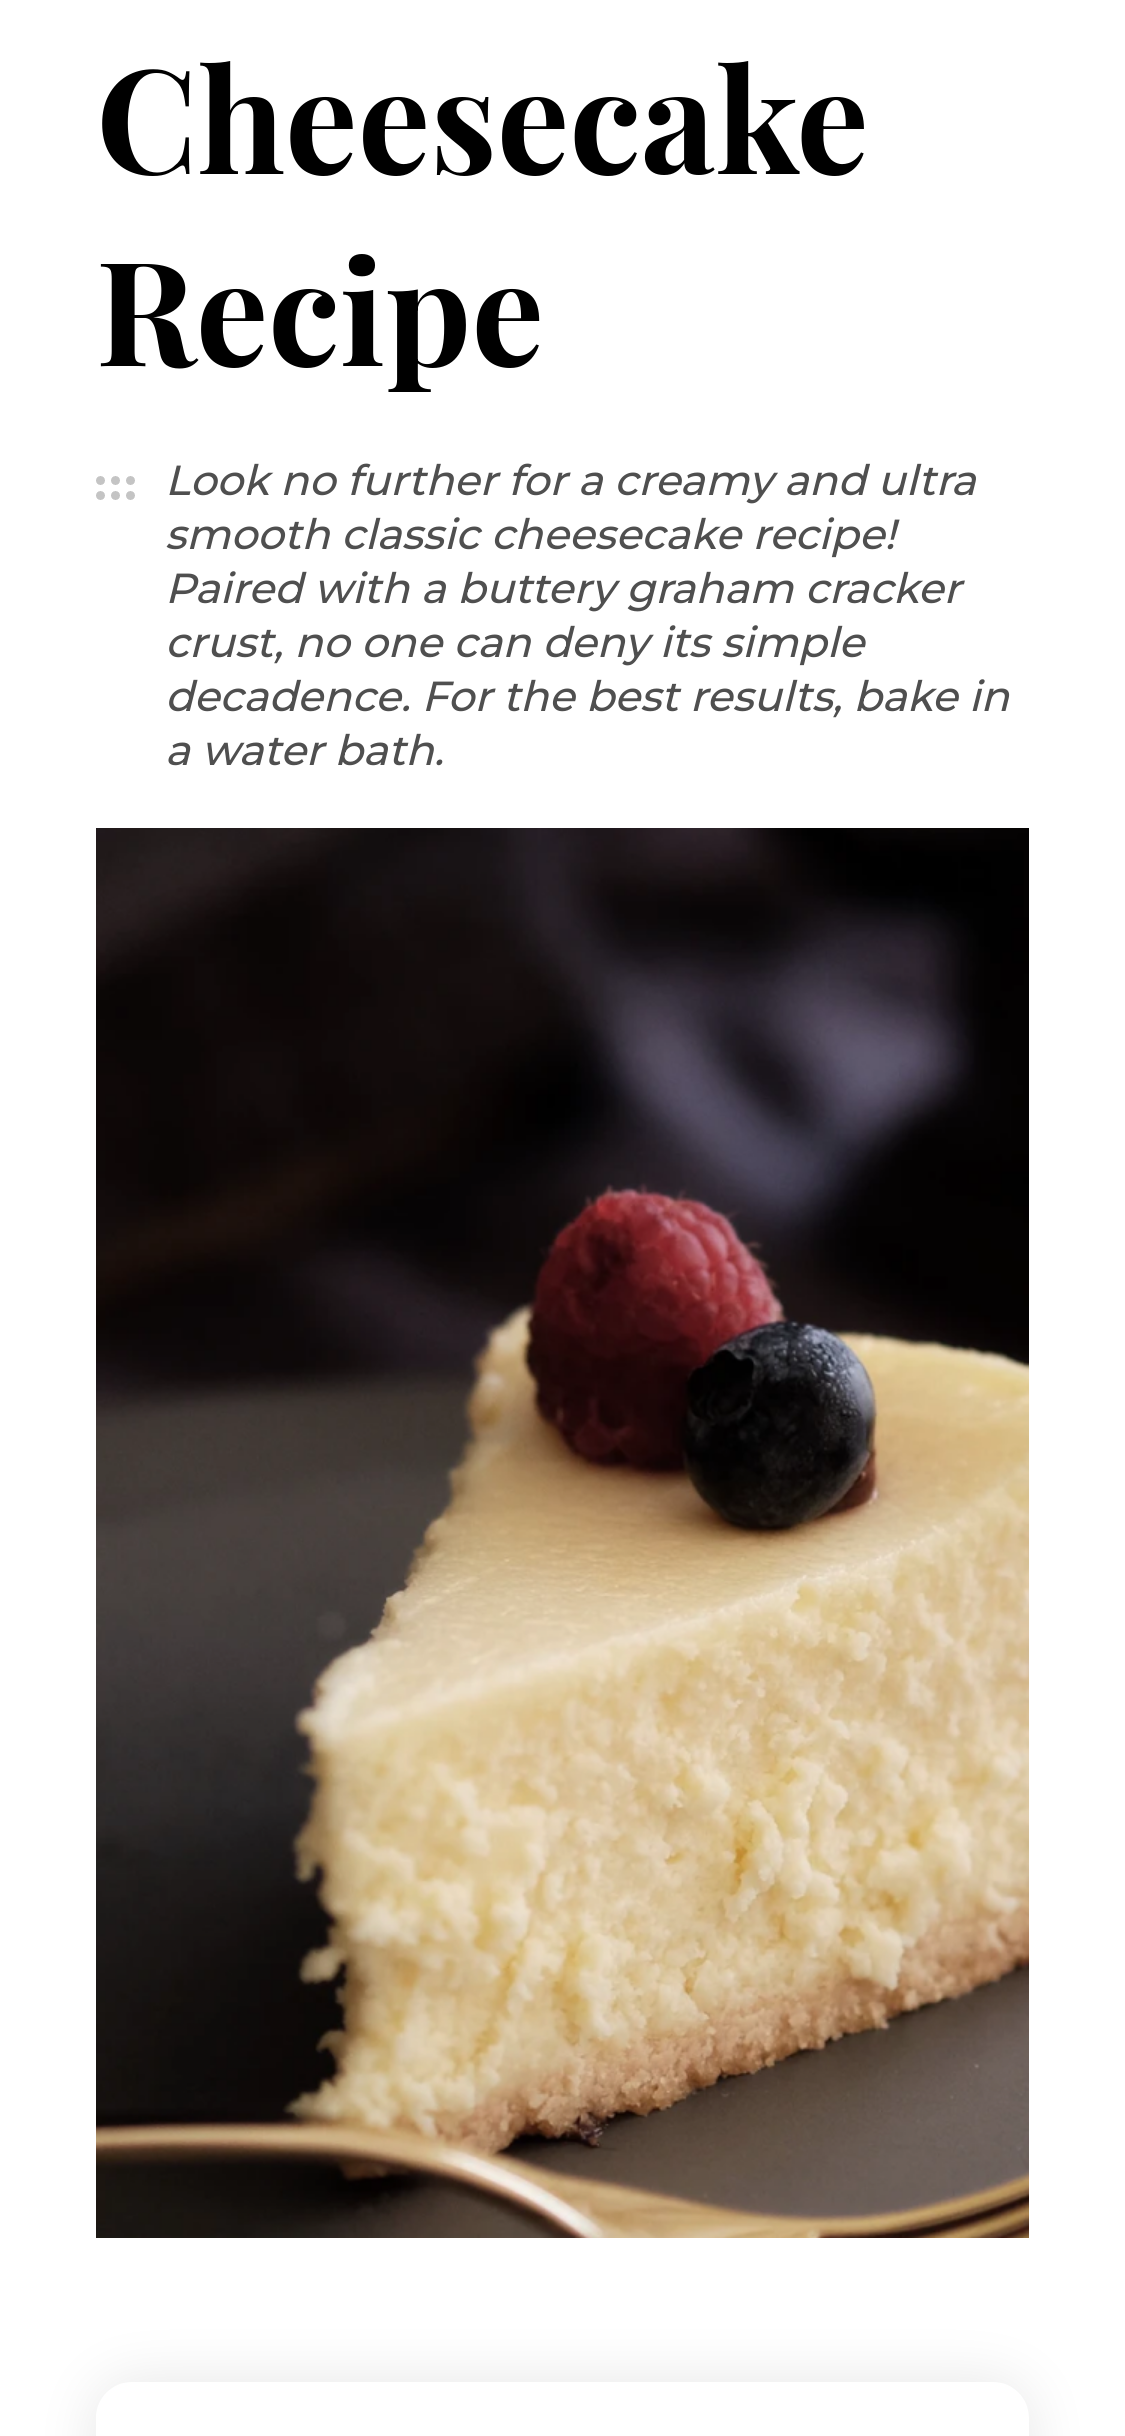 Cheesecake
Recipe
Look no further for a creamy and ultra
smooth classic cheesecake recipe!
Paired with a buttery graham cracker
crust, no one can deny its simple
decadence. For the best results, bake in
a water bath.